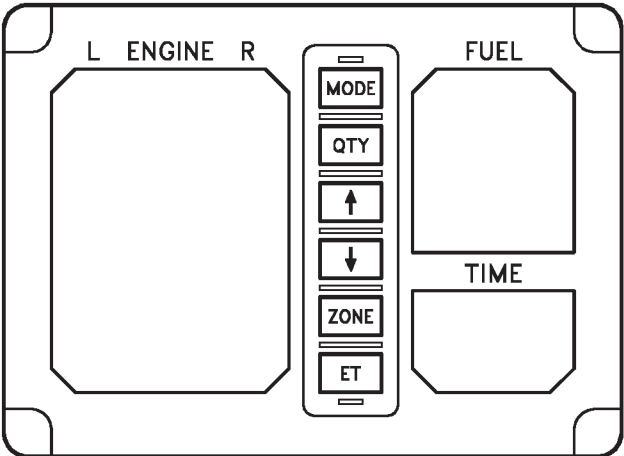 L ENGINE R
FUEL
MODE
QTY
↑
↓
TIME
ZONE
ET